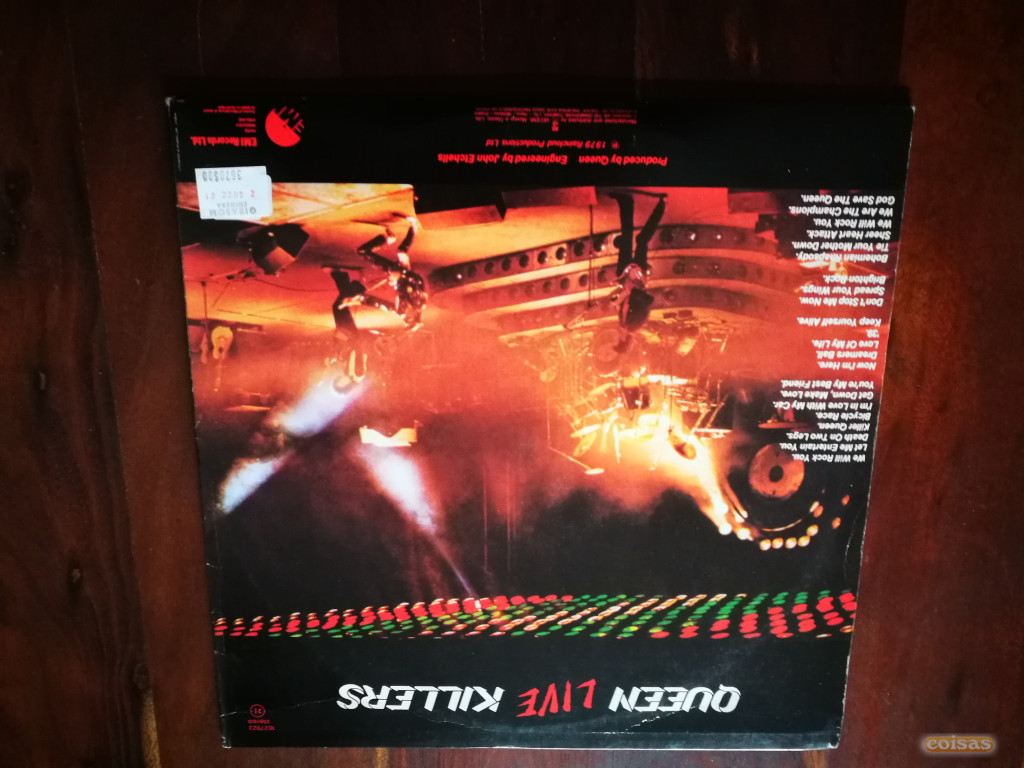 QUEEN LIVE KILLERS
stereo
We Will Rock You.
Let Me Entertain You.
Death On Two Legs.
Killer Queen.
Bicycle Race.
I'm In Love With My Car.
Get Down, Make Love.
You're My Best Friend.
Now I'm Here.
Dreamers Ball.
Love Of My Life.
'39.
Keep Yourself Alive.
Don't Stop Me Now.
Spread Your Wings.
Brighton Rock.
Bohemian Rhapsody.
Tie Your Mother Down.
Sheer Heart Attack.
We Will Rock You.
We Are The Champions.
God Save The Queen.
Produced by Queen Engineered by John Etchells
℗ 1979 Raincloud Productions Ltd
EMI
EMI Records Ltd.
coisas